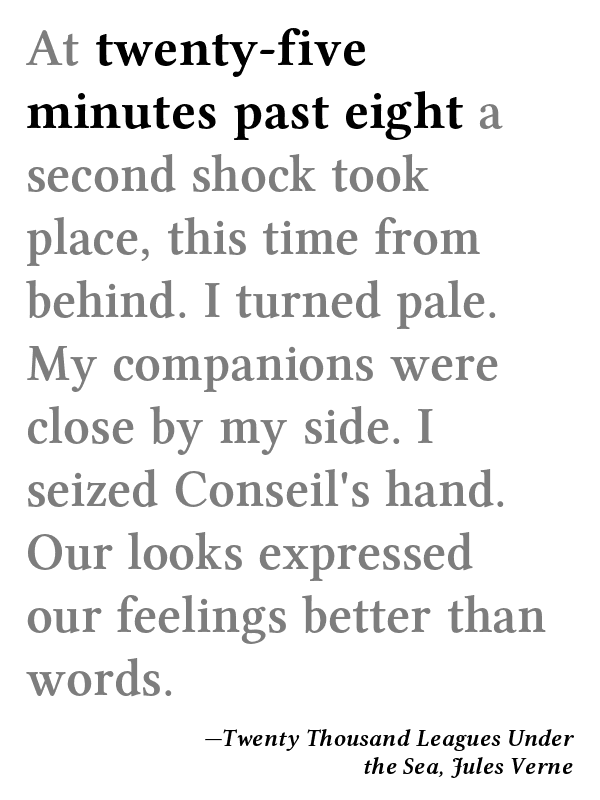 At twenty-five
minutes past eight a
second shock took
place, this time from
behind. I turned pale.
My companions were
close by my side. I
seized Conseil's hand.
Our looks expressed
our feelings better than
words.
—Twenty Thousand Leagues Under
the Sea, Jules Verne